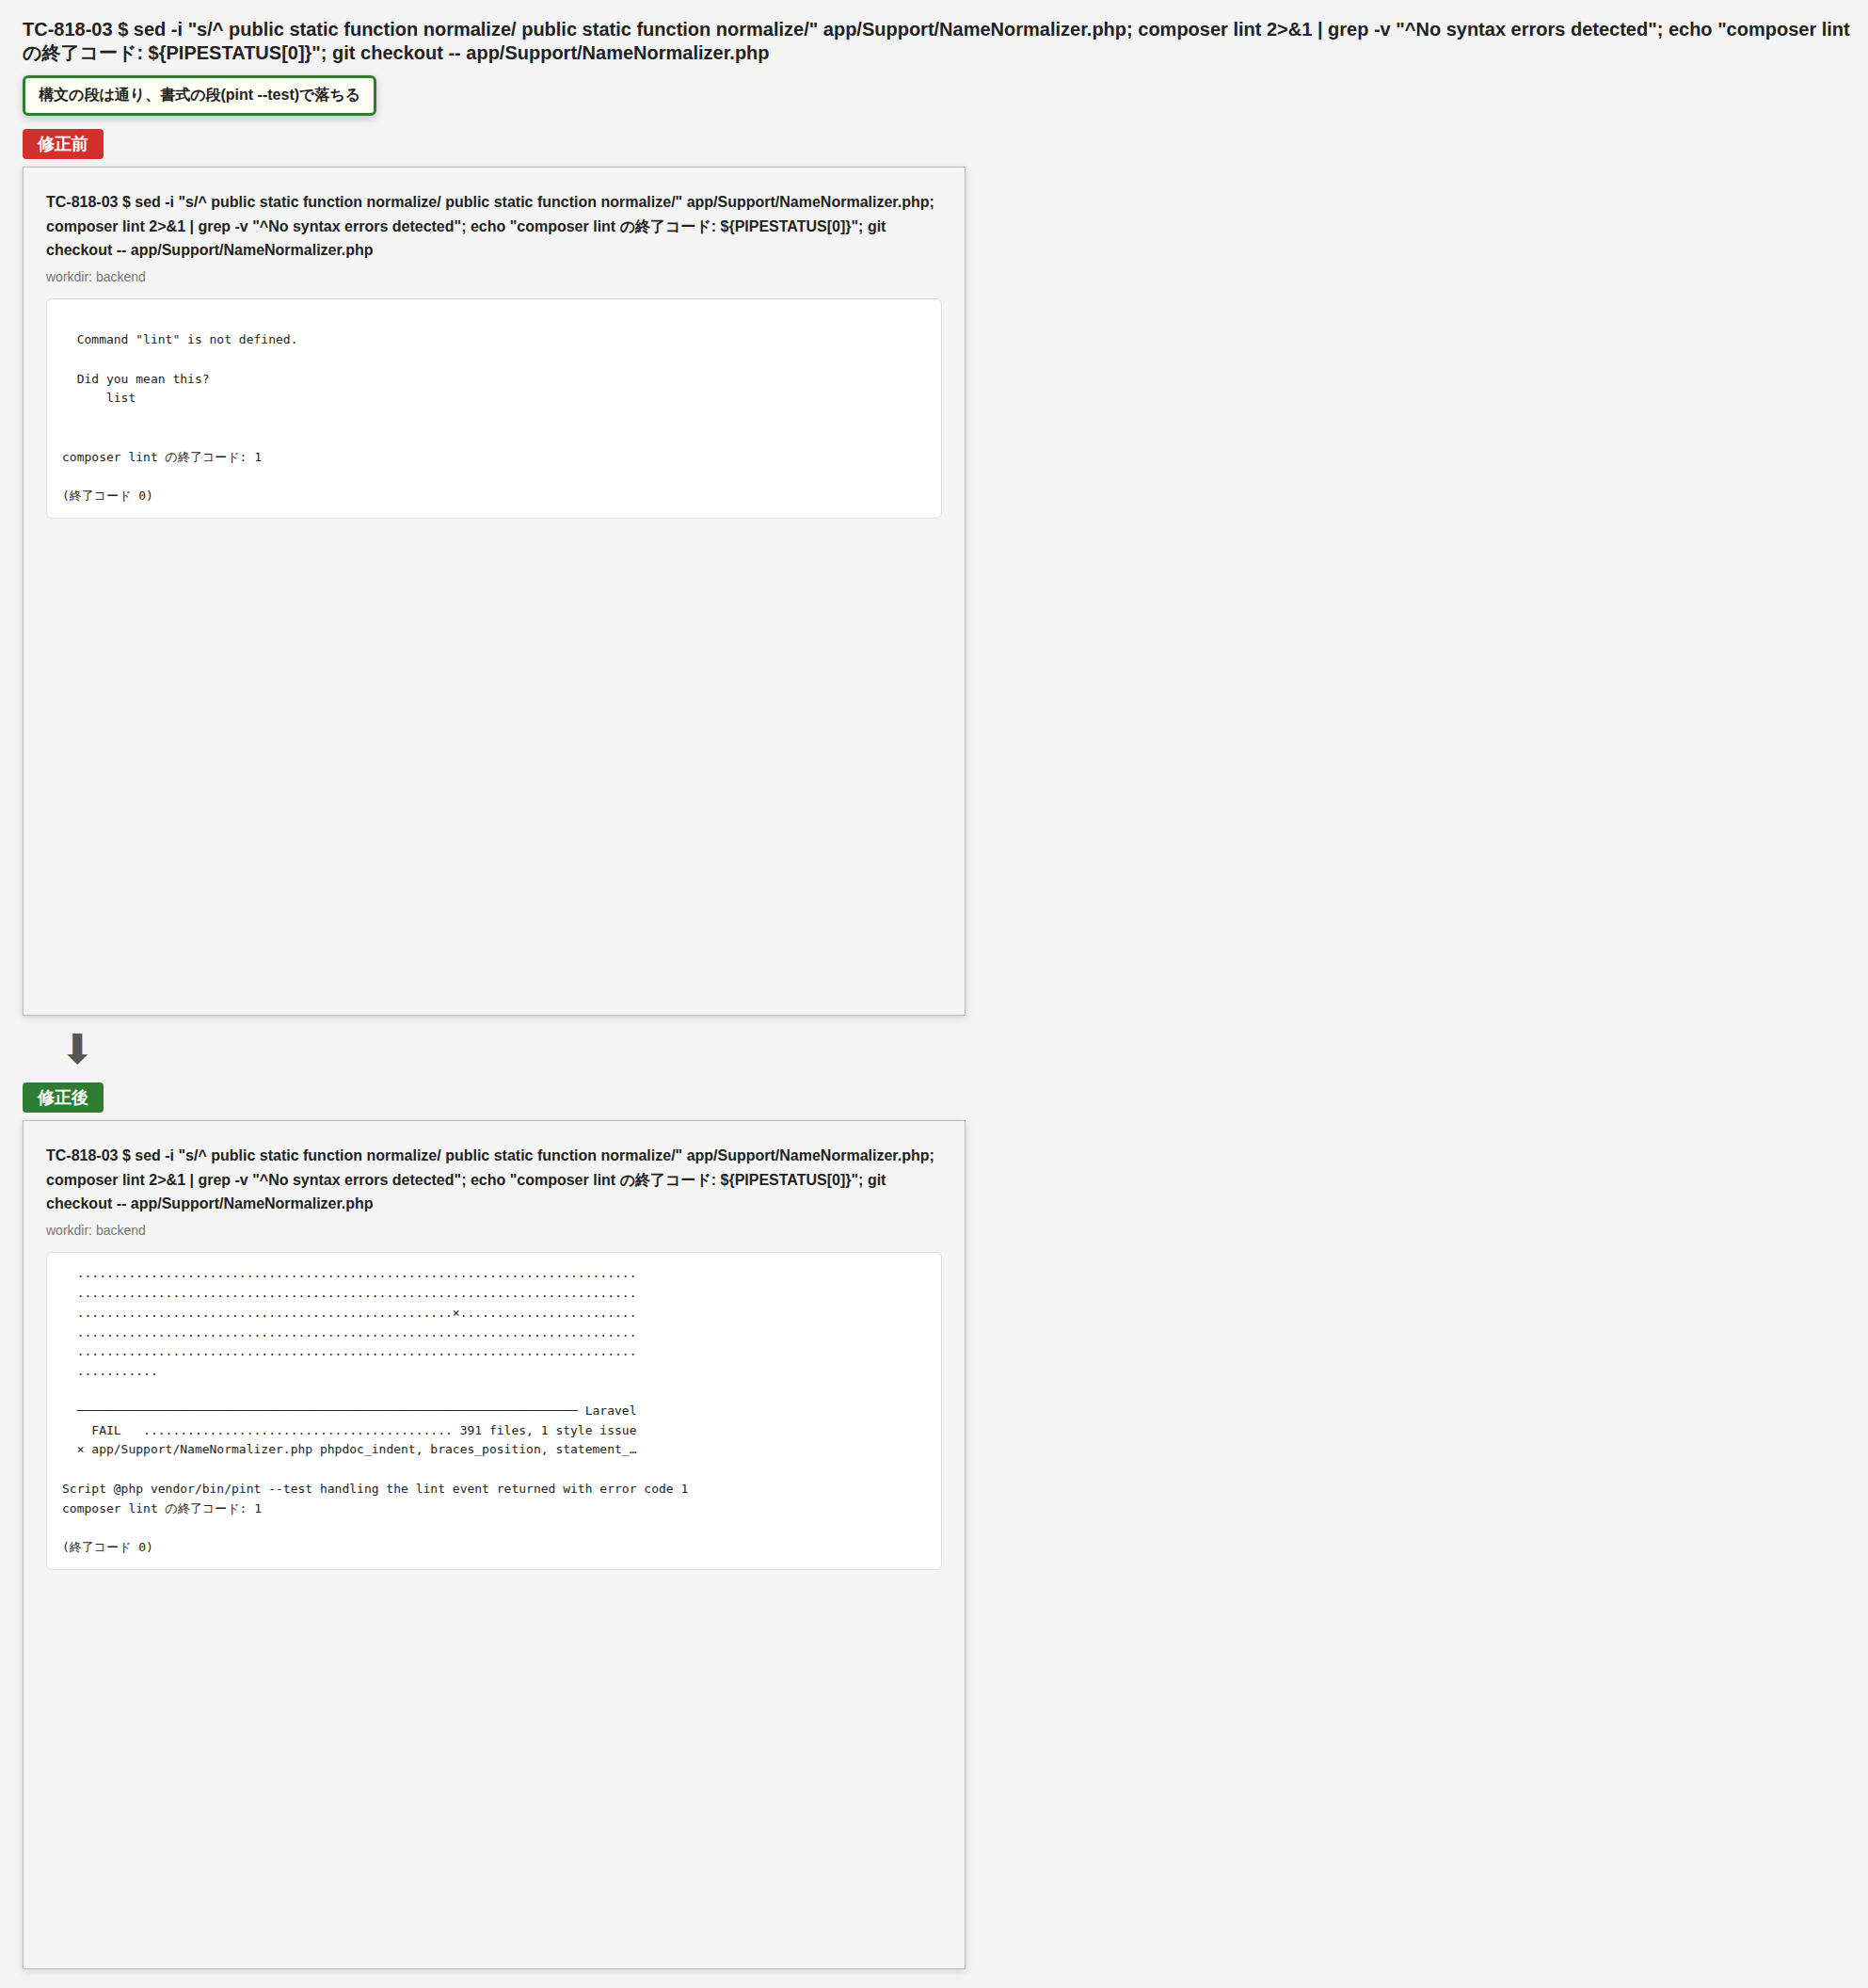 TC-818-03 $ sed -i "s/^ public static function normalize/ public static function normalize/" app/Support/NameNormalizer.php; composer lint 2>&1 | grep -v "^No syntax errors detected"; echo "composer lint
の終了コード: ${PIPESTATUS[0]}"; git checkout -- app/Support/NameNormalizer.php
構文の段は通り、書式の段(pint --test)で落ちる
修正前
TC-818-03 $ sed -i "s/^ public static function normalize/ public static function normalize/" app/Support/NameNormalizer.php;
composer lint 2>&1 | grep -v "^No syntax errors detected"; echo "composer lint の終了コード: ${PIPESTATUS[0]}"; git
checkout -- app/Support/NameNormalizer.php
workdir: backend
Command "lint" is not defined.
Did you mean this?
list
composer lint の終了コード: 1
(終了コード 0)
⬇
修正後
TC-818-03 $ sed -i "s/^ public static function normalize/ public static function normalize/" app/Support/NameNormalizer.php;
composer lint 2>&1 | grep -v "^No syntax errors detected"; echo "composer lint の終了コード: ${PIPESTATUS[0]}"; git
checkout -- app/Support/NameNormalizer.php
workdir: backend
............................................................................
............................................................................
...................................................×........................
............................................................................
............................................................................
...........
──────────────────────────────────────────────────────────────────── Laravel
FAIL   .......................................... 391 files, 1 style issue
× app/Support/NameNormalizer.php phpdoc_indent, braces_position, statement_…
Script @php vendor/bin/pint --test handling the lint event returned with error code 1
composer lint の終了コード: 1
(終了コード 0)